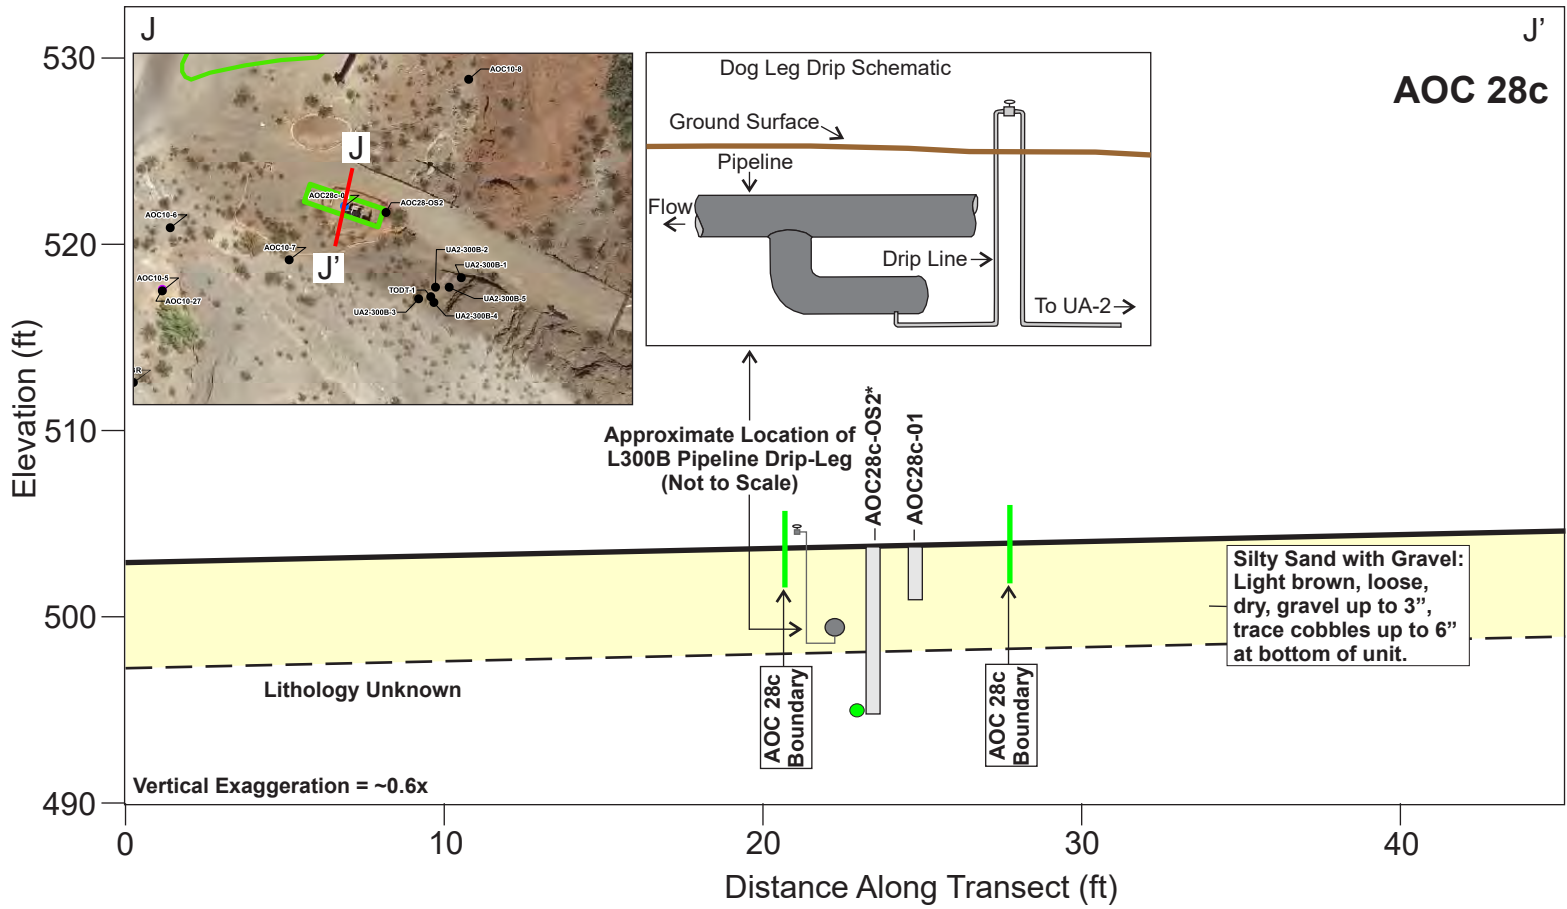 J
J’
AOC 28c
530
520
510
500
490
Elevation (ft)
AOC10-8
J
AOC28c-0
AOC28-OS2
AOC10-6
AOC10-7
J’
UA2-300B-2
UA2-300B-1
AOC10-5
TODT-1
UA2-300B-5
AOC10-27
UA2-300B-3
UA2-300B-4
Dog Leg Drip Schematic
Ground Surface
Pipeline
Flow
Drip Line
To UA-2
Approximate Location of
L300B Pipeline Drip-Leg
(Not to Scale)
AOC28c-OS2*
AOC28c-01
Silty Sand with Gravel:
Light brown, loose,
dry, gravel up to 3”,
trace cobbles up to 6”
at bottom of unit.
Lithology Unknown
AOC 28c
Boundary
AOC 28c
Boundary
Vertical Exaggeration = ~0.6x
0
10
20
30
40
Distance Along Transect (ft)